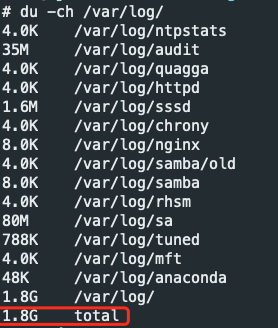 # du -ch /var/log/
4.0K /var/log/ntpstats
35M /var/log/audit
4.0K /var/log/quagga
4.0K /var/log/httpd
1.6M /var/log/sssd
4.0K /var/log/chrony
8.0K /var/log/nginx
4.0K /var/log/samba/old
8.0K /var/log/samba
4.0K /var/log/rhsm
80M /var/log/sa
788K /var/log/tuned
4.0K /var/log/mft
48K /var/log/anaconda
1.8G /var/log/
1.8G total